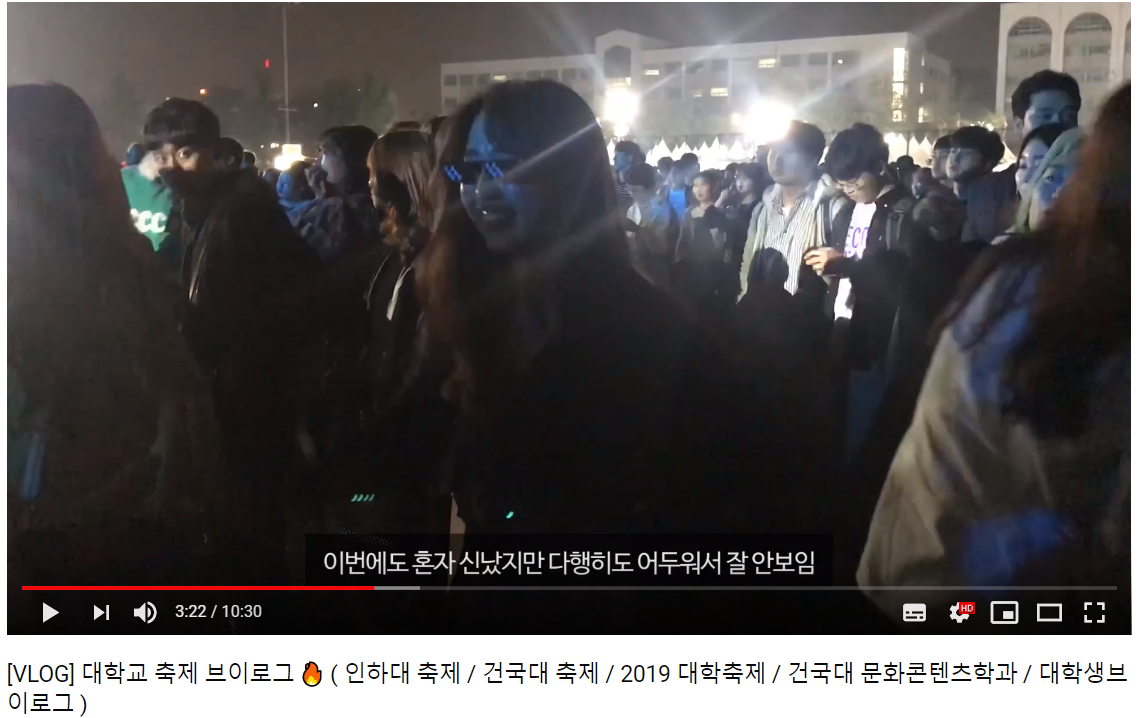 이번에도 혼자 신났지만 다행히도 어두워서 잘 안보임
3:22 / 10:30
HD
[VLOG] 대학교 축제 브이로그 🔥 ( 인하대 축제 / 건국대 축제 / 2019 대학축제 / 건국대 문화콘텐츠학과 / 대학생브
이로그 )